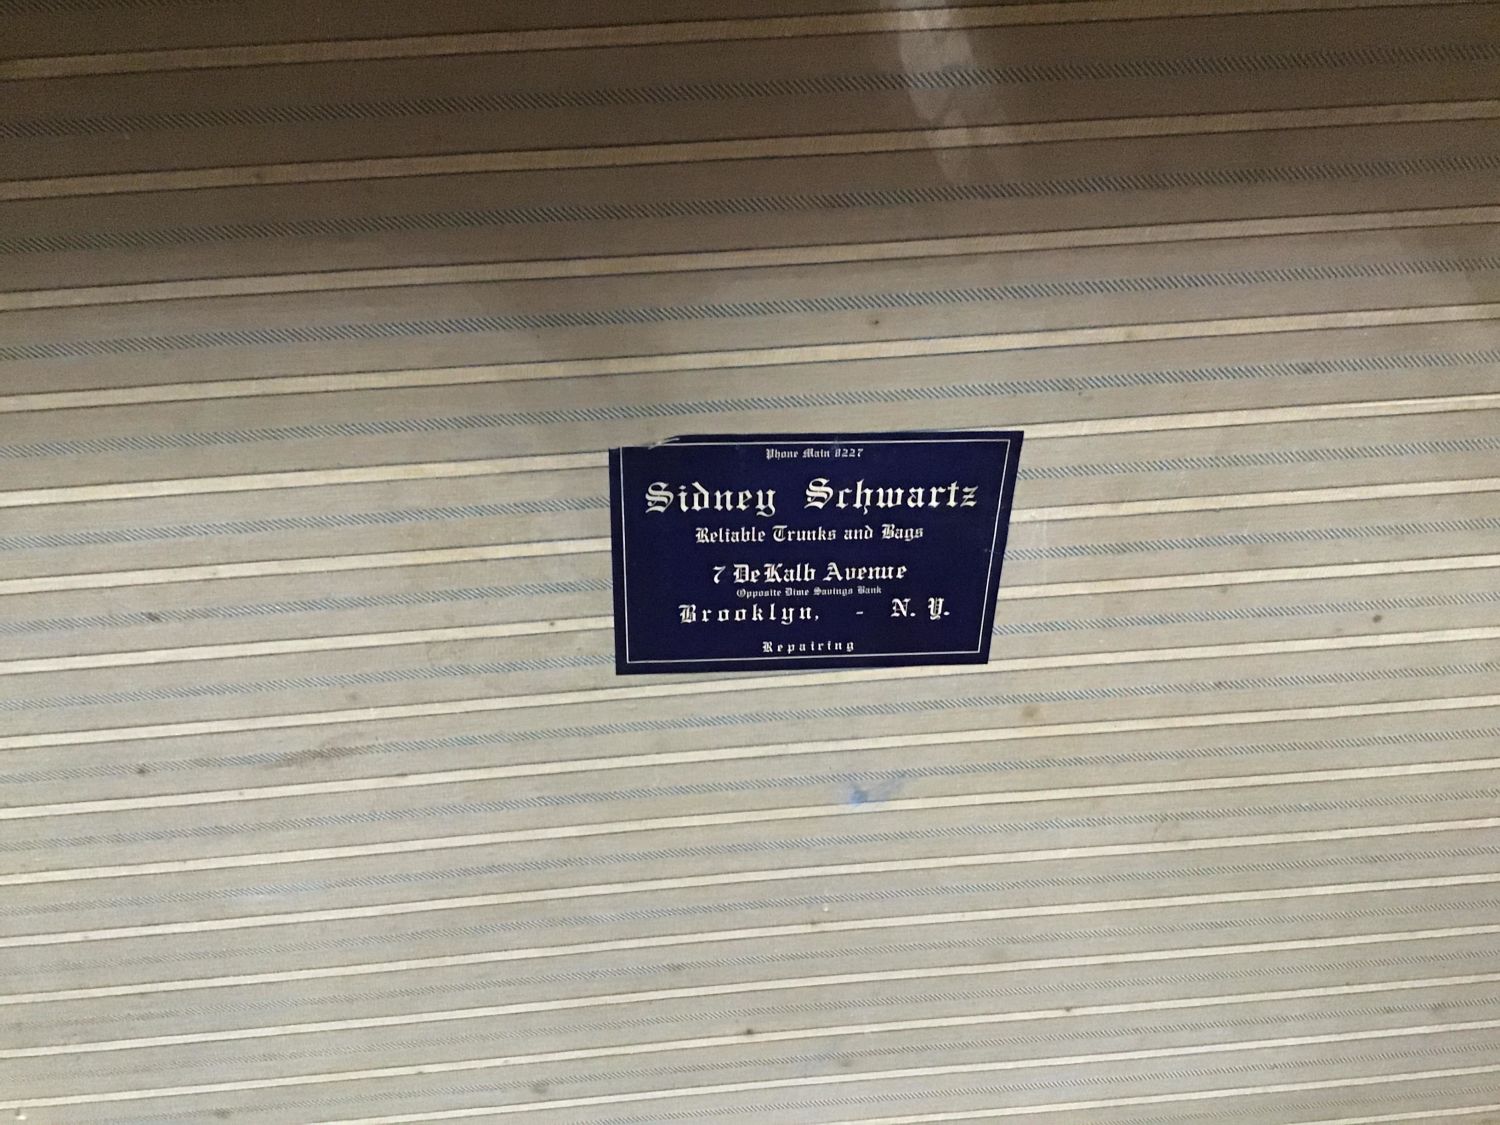 Phone Main 8227
Sidney Schwartz
Reliable Trunks and Bags
7 DeKalb Avenue
Opposite Dime Savings Bank
Brooklyn, - N. Y.
Repairing